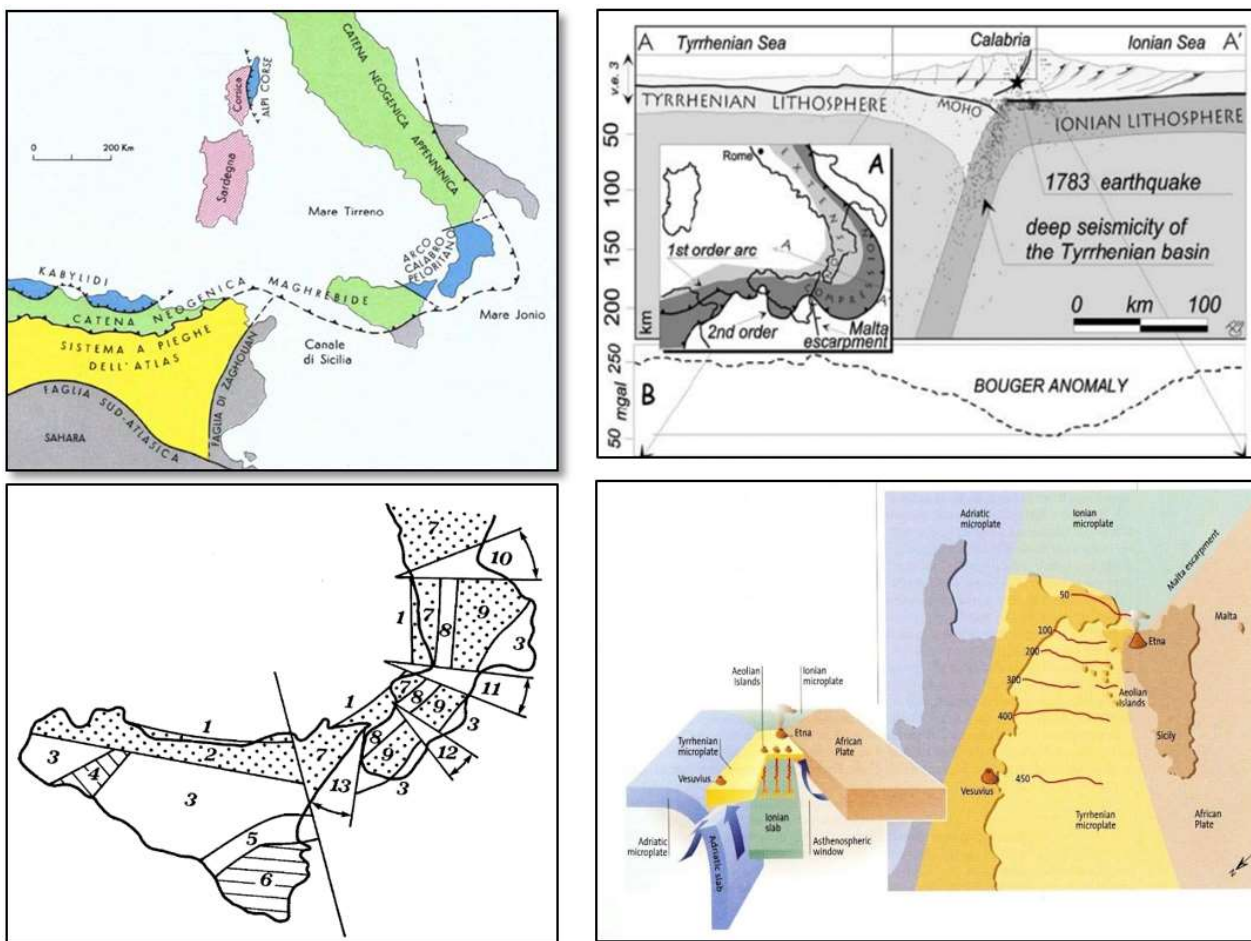 CATENA NEOGENICA APPENNINICA
Corsica
ALPI CORSE
0 200 Km
Sardegna
Mare Tirreno
ARCO
CALABRO
PELORITANO
KABYLIDI
CATENA NEOGENICA MAGHREBIDE
Mare Jonio
SISTEMA A PIEGHE
DELL'ATLAS
Canale
di Sicilia
FAGLIA DI ZAGHOUAN
FAGLIA SUD-ATLASICA
SAHARA
A Tyrrhenian Sea Calabria Ionian Sea A'
v.e.3
TYRRHENIAN LITHOSPHERE
MOHO
IONIAN LITHOSPHERE
50
100
150
200
km
Rome
A
1st order arc
A
A'
COMPRESSION
2nd order
Malta
escarpment
1783 earthquake
deep seismicity of
the Tyrrhenian basin
0 km 100
250
mgal
50
B
BOUGER ANOMALY
7
10
1 7 8 9
3
11
7 8 9
3
12
1
1
2
7
8
9
3
13
3
4
3
5
6
Adriatic
microplate
Ionian
microplate
Malta escarpment
50
Malta
100
Etna
200
300
Aeolian
Islands
400
Sicily
450
Vesuvius
Tyrrhenian
microplate
African
Plate
N
Aeolian
Islands
Ionian
microplate
Etna
Tyrrhenian
microplate
African
Plate
Vesuvius
Ionian
slab
Adriatic
microplate
Adriatic slab
Asthenospheric
window